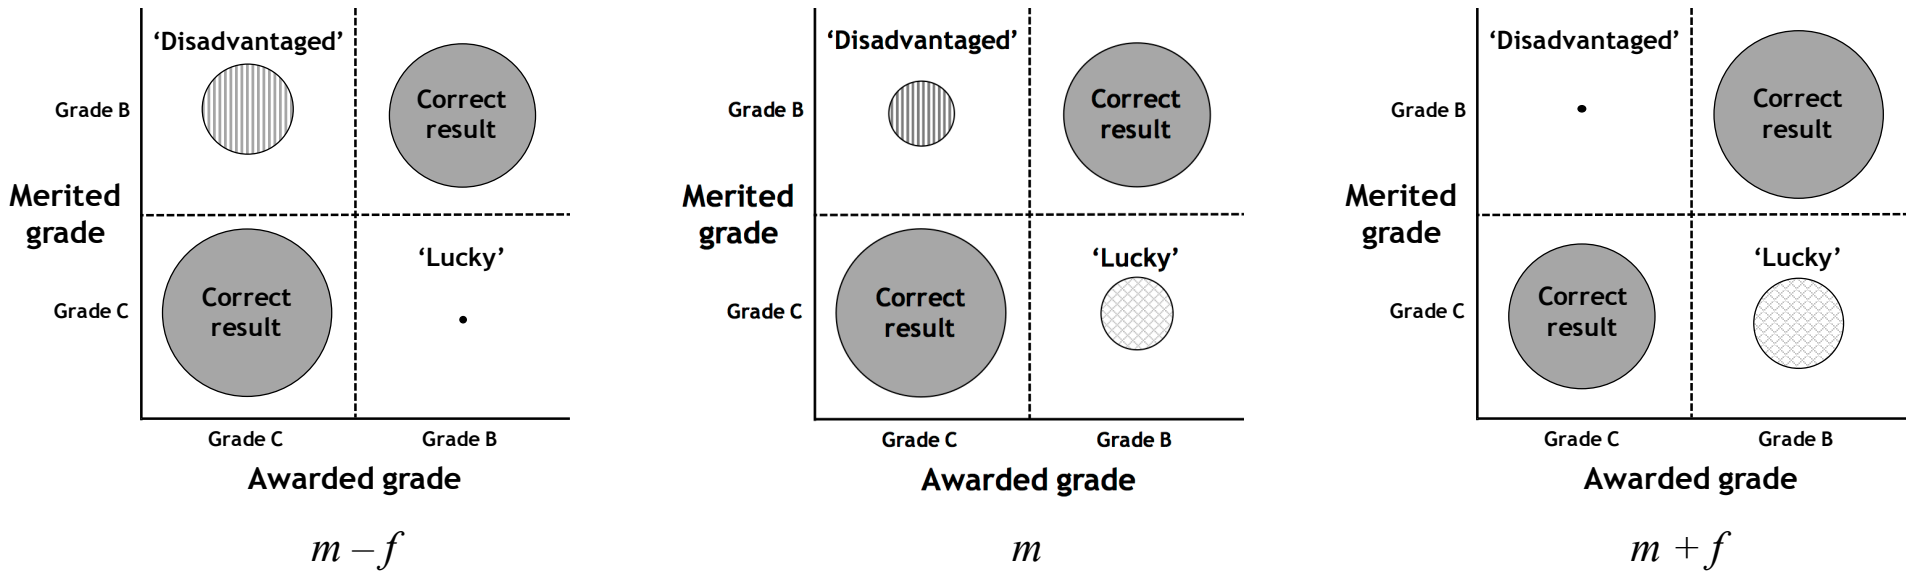 ‘Disadvantaged’
Correct
result
Grade B
Merited
grade
‘Lucky’
Correct
result
Grade C
Grade C
Grade B
Awarded grade
m – f
‘Disadvantaged’
Correct
result
Grade B
Merited
grade
‘Lucky’
Correct
result
Grade C
Grade C
Grade B
Awarded grade
m
‘Disadvantaged’
Correct
result
Grade B
Merited
grade
‘Lucky’
Correct
result
Grade C
Grade C
Grade B
Awarded grade
m + f